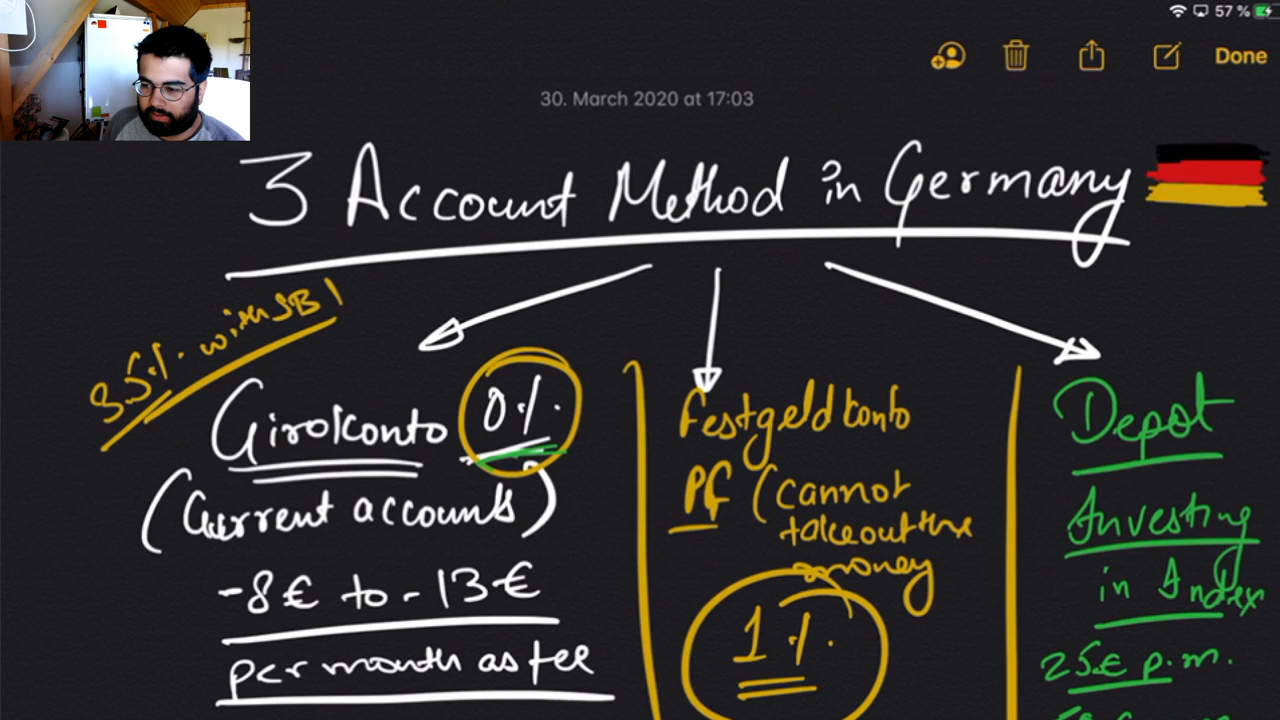 57 %
Done
30. March 2020 at 17:03
3 Account Method in Germany
3.5%. with SBI
Girokonto 0%.
(Current accounts)
-8€ to -13€
per month as fee
Festgeldkonto
PF (cannot
take out the
money
1%.
Depot
Investing
in Index
25€ p.m.